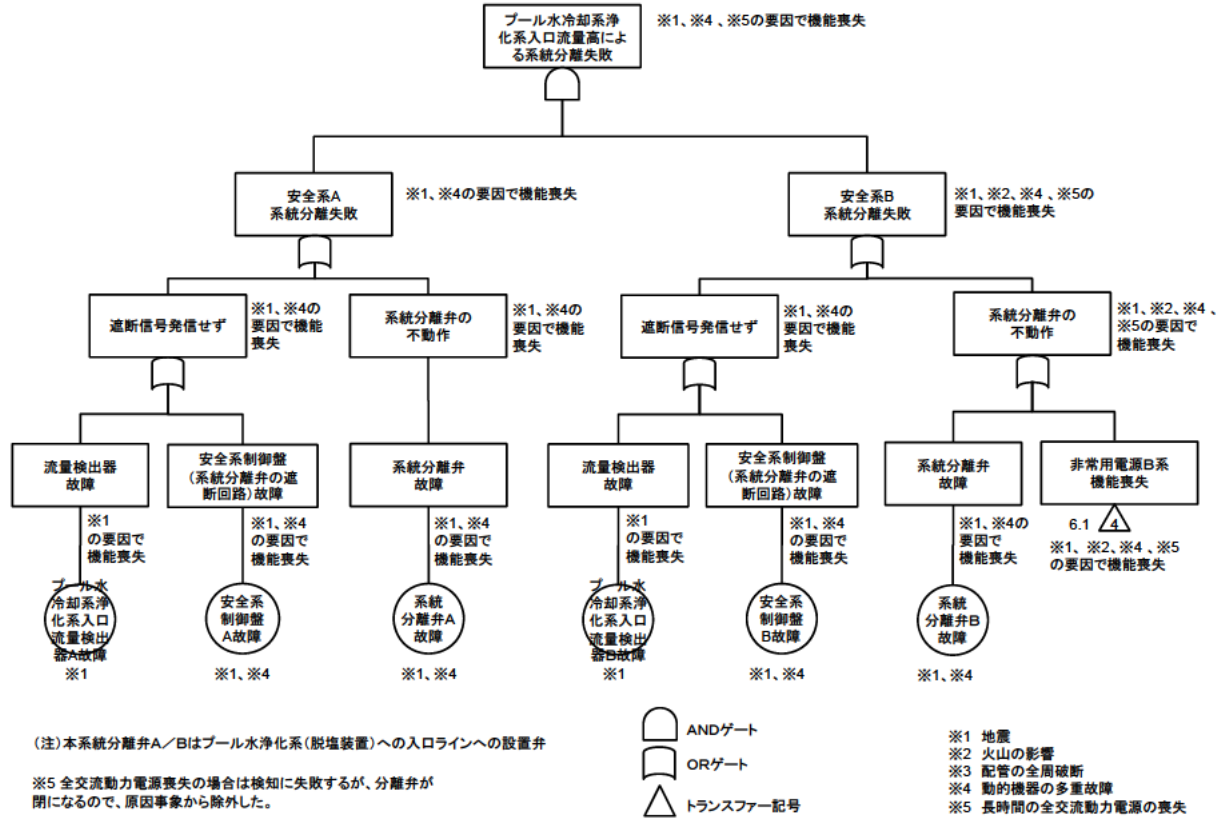 プール水冷却系浄
化系入口流量高によ
る系統分離失敗
※1、※4 、※5の要因で機能喪失
安全系A
系統分離失敗
※1、※4の要因で機能喪失
安全系B
系統分離失敗
※1、※2、※4 、※5の
要因で機能喪失
遮断信号発信せず
※1、※4の
要因で機能
喪失
系統分離弁の
不動作
※1、※4の
要因で機能
喪失
遮断信号発信せず
※1、※4の
要因で機能
喪失
系統分離弁の
不動作
※1、※2、※4 、
※5の要因で
機能喪失
流量検出器
故障
安全系制御盤
(系統分離弁の遮
断回路)故障
系統分離弁
故障
流量検出器
故障
安全系制御盤
(系統分離弁の遮
断回路)故障
系統分離弁
故障
非常用電源B系
機能喪失
※1
の要因で
機能喪失
※1、※4
の要因で
機能喪失
※1、※4
の要因で
機能喪失
※1
の要因で
機能喪失
※1、※4
の要因で
機能喪失
※1、※4の
要因で
機能喪失
6.1 4
※1、※2、※4 、※5
の要因で機能喪失
プール水
冷却系浄
化系入口
流量検出
器A故障
※1
安全系
制御盤
A故障
※1、※4
系統
分離弁A
故障
※1、※4
プール水
冷却系浄
化系入口
流量検出
器B故障
※1
安全系
制御盤
B故障
※1、※4
系統
分離弁B
故障
※1、※4
(注)本系統分離弁A/Bはプール水浄化系(脱塩装置)への入口ラインへの設置弁
※5 全交流動力電源喪失の場合は検知に失敗するが、分離弁が
閉になるので、原因事象から除外した。
ANDゲート
ORゲート
トランスファー記号
※1 地震
※2 火山の影響
※3 配管の全周破断
※4 動的機器の多重故障
※5 長時間の全交流動力電源の喪失